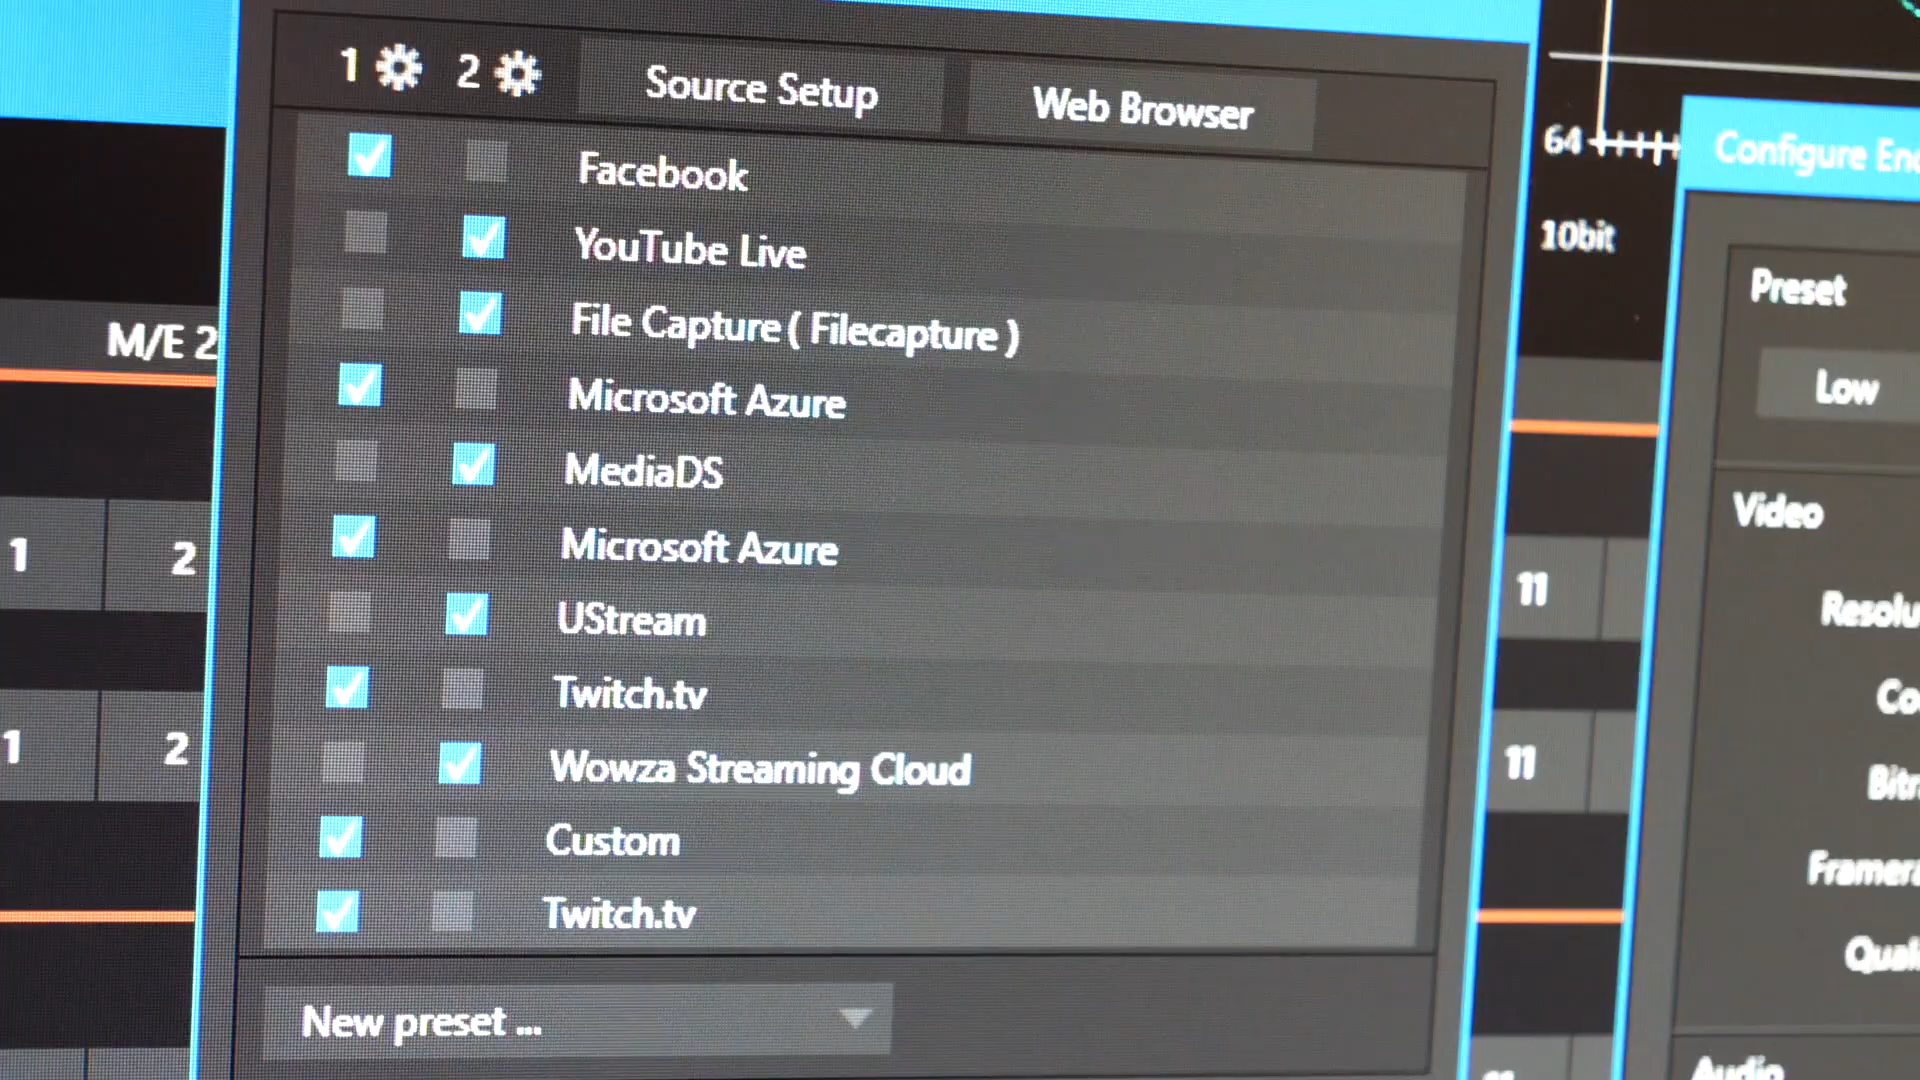 1 2 Source Setup Web Browser
Facebook
YouTube Live
File Capture ( Filecapture )
Microsoft Azure
MediaDS
Microsoft Azure
UStream
Twitch.tv
Wowza Streaming Cloud
Custom
Twitch.tv
New preset ...
M/E 2
1 2
1 2
64
10bit
11
11
Configure
Preset
Low
Video
Audio